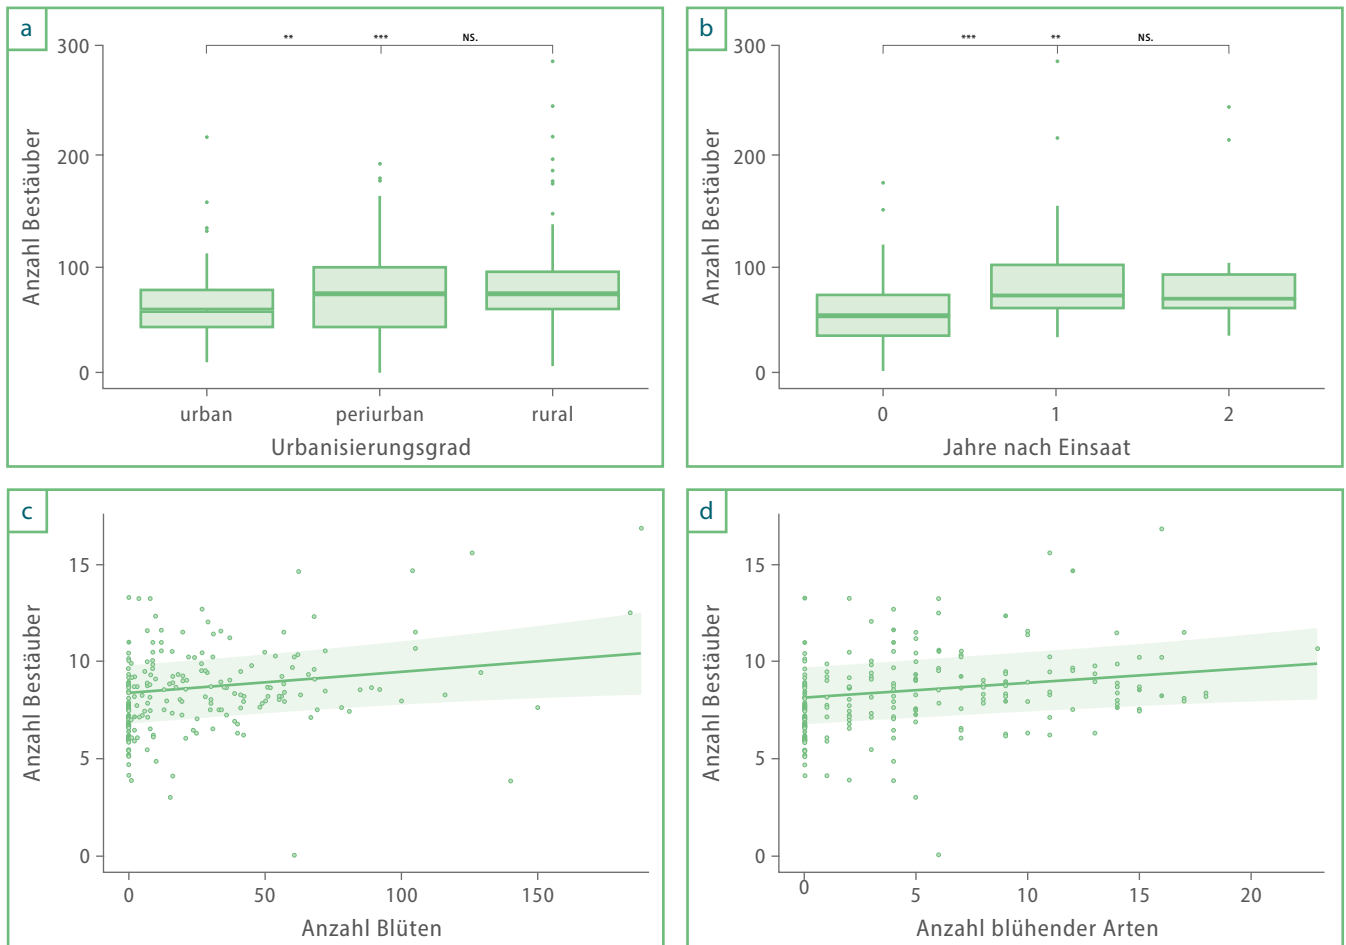 a
** *** NS.
300
200
100
0
Anzahl Bestäuber
urban periurban rural
Urbanisierungsgrad
b
*** ** NS.
300
200
100
0
Anzahl Bestäuber
0 1 2
Jahre nach Einsaat
c
15
10
5
0
Anzahl Bestäuber
0 50 100 150
Anzahl Blüten
d
15
10
5
0
Anzahl Bestäuber
0 5 10 15 20
Anzahl blühender Arten